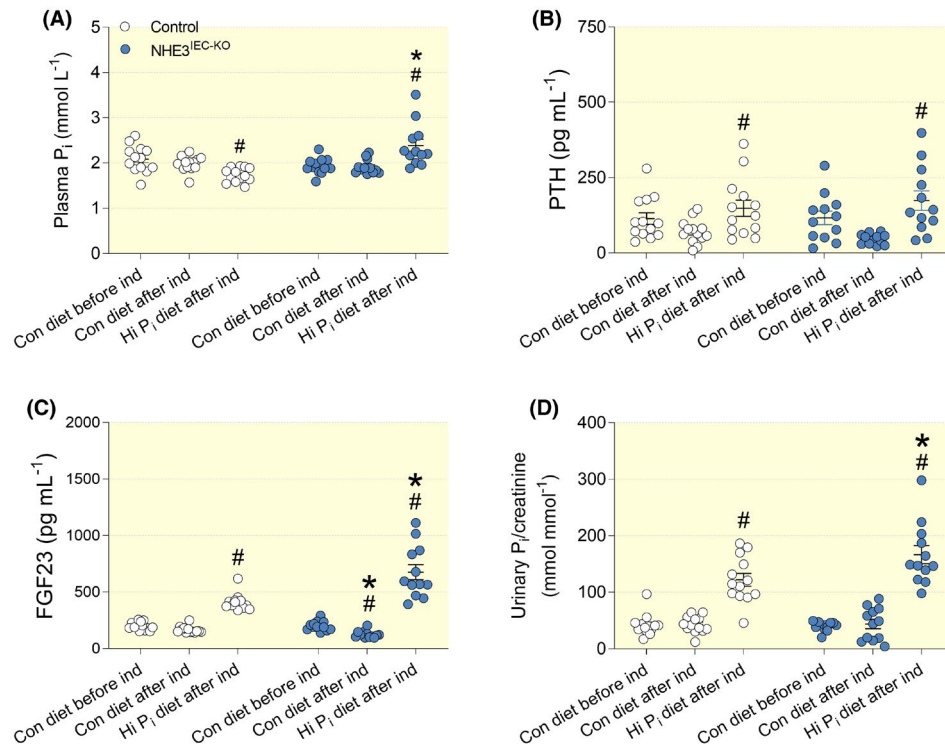 (A)
5
4
3
2
1
0
Plasma Pi (mmol L-1)
Control
NHE3IEC-KO
#
*
#
Con diet before ind
Con diet after ind
Hi Pi diet after ind
Con diet before ind
Con diet after ind
Hi Pi diet after ind
(B)
750
500
250
0
PTH (pg mL-1)
#
#
Con diet before ind
Con diet after ind
Hi Pi diet after ind
Con diet before ind
Con diet after ind
Hi Pi diet after ind
(C)
2000
1500
1000
500
0
FGF23 (pg mL-1)
#
*
#
*
#
Con diet before ind
Con diet after ind
Hi Pi diet after ind
Con diet before ind
Con diet after ind
Hi Pi diet after ind
(D)
400
300
200
100
0
Urinary Pi/creatinine
(mmol mmol-1)
#
*
#
Con diet before ind
Con diet after ind
Hi Pi diet after ind
Con diet before ind
Con diet after ind
Hi Pi diet after ind